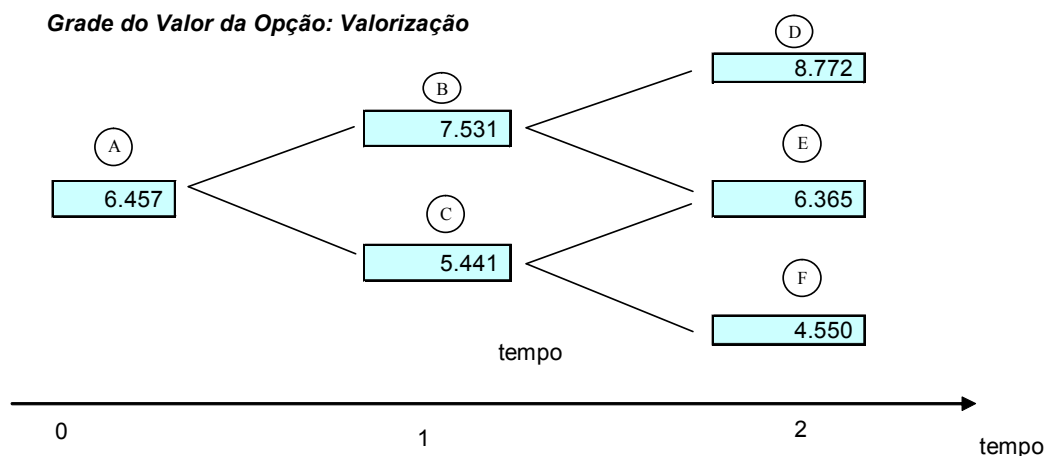 Grade do Valor da Opção: Valorização
D
8.772
B
7.531
A
6.457
E
6.365
C
5.441
F
4.550
tempo
0
1
2
tempo